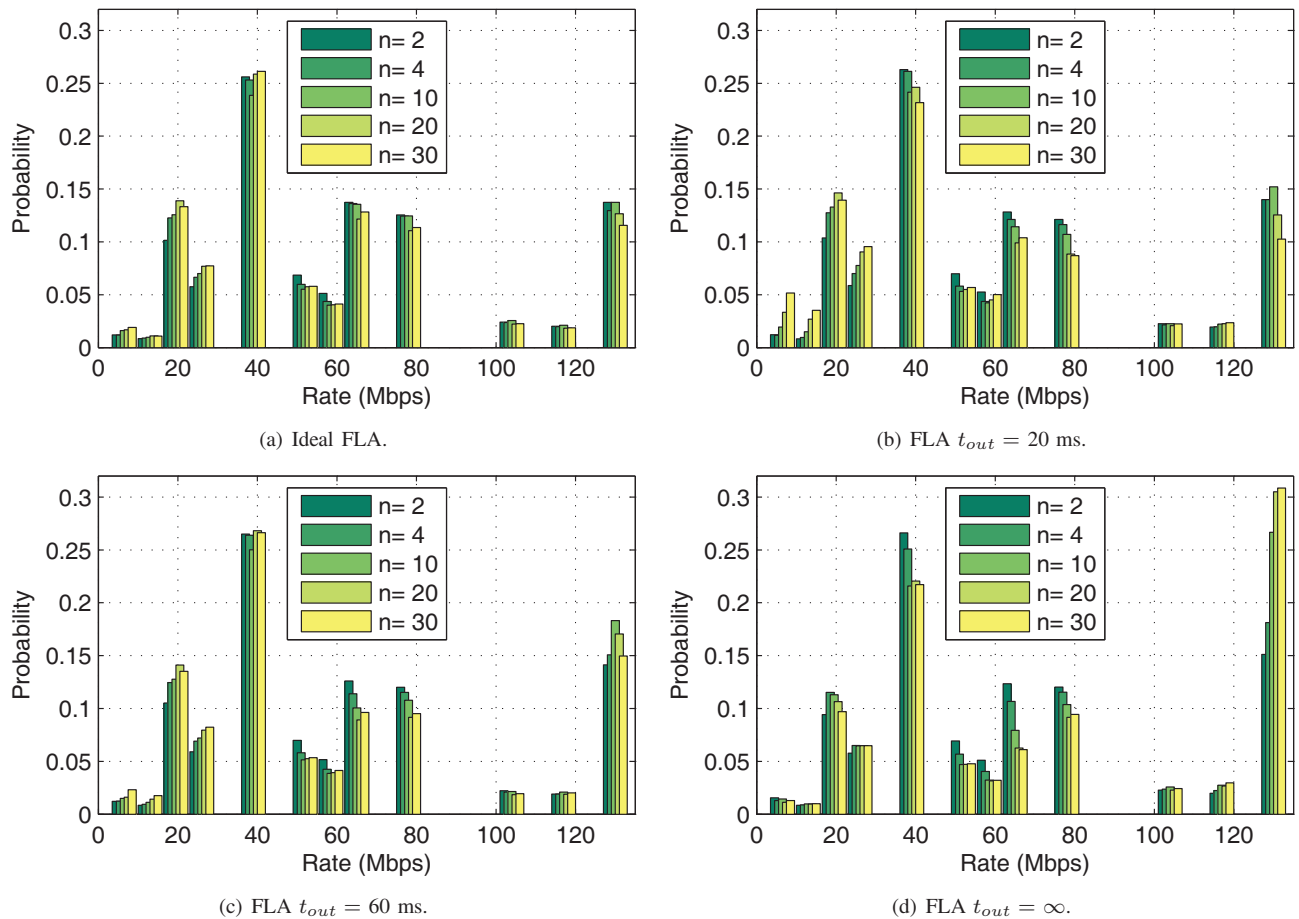 0.3
0.25
0.2
0.15
0.1
0.05
0
Probability
n= 2
n= 4
n= 10
n= 20
n= 30
0 20 40 60 80 100 120
Rate (Mbps)
(a) Ideal FLA.
0.3
0.25
0.2
0.15
0.1
0.05
0
Probability
n= 2
n= 4
n= 10
n= 20
n= 30
0 20 40 60 80 100 120
Rate (Mbps)
(b) FLA t_out = 20 ms.
0.3
0.25
0.2
0.15
0.1
0.05
0
Probability
n= 2
n= 4
n= 10
n= 20
n= 30
0 20 40 60 80 100 120
Rate (Mbps)
(c) FLA t_out = 60 ms.
0.3
0.25
0.2
0.15
0.1
0.05
0
Probability
n= 2
n= 4
n= 10
n= 20
n= 30
0 20 40 60 80 100 120
Rate (Mbps)
(d) FLA t_out = ∞.